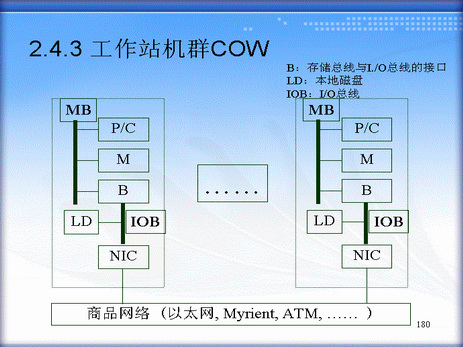 2.4.3 工作站机群COW
B：存储总线与I/O总线的接口
LD：本地磁盘
IOB：I/O总线
MB
P/C
M
B
LD
IOB
NIC
……
MB
P/C
M
B
LD
IOB
NIC
商品网络（以太网, Myrient, ATM, …… ）
180